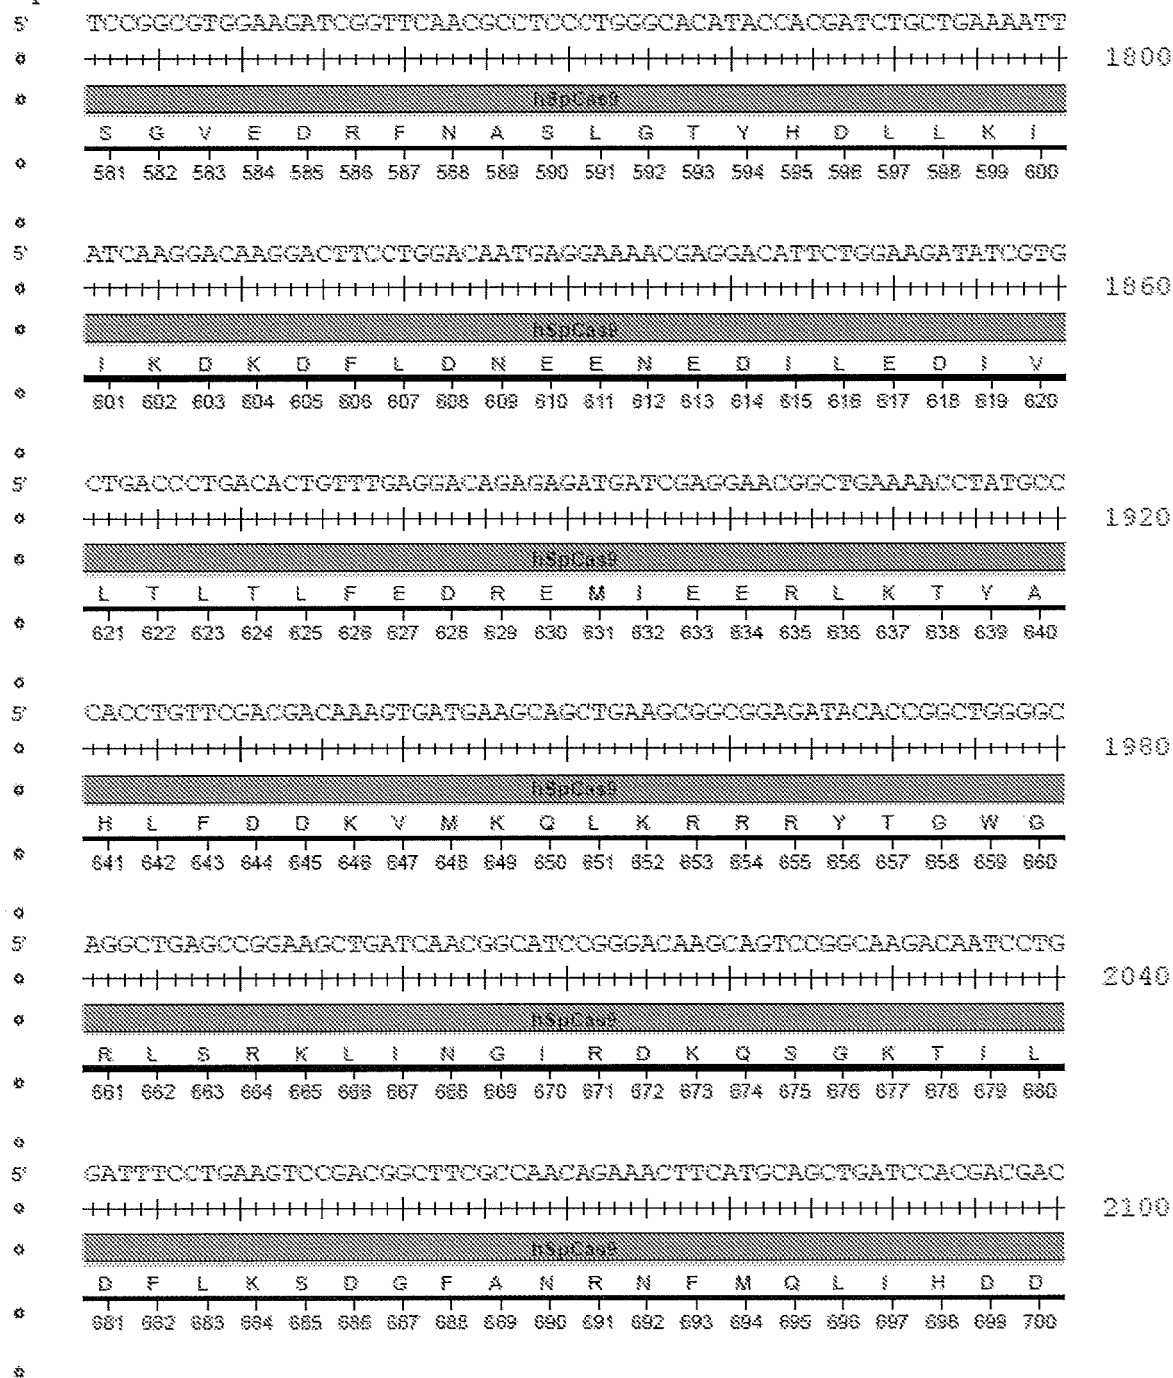 5' TCCGGCGTGGAAGATCGGTTCAACGCCTCCCTGGGCACATACCACGATCTGCTGAAAATT
1800
hSpCas9
S G V E D R F N A S L G T Y H D L L K I
581 582 583 584 585 586 587 588 589 590 591 592 593 594 595 596 597 598 599 600
5' ATCAAGGACAAGGACTTCCTGGACAATGAGGAAAACGAGGACATTCTGGAAGATATCGTG
1860
hSpCas9
I K D K D F L D N E E N E D I L E D I V
601 602 603 604 605 606 607 608 609 610 611 612 613 614 615 616 617 618 619 620
5' CTGACCCTGACACTGTTTGAGGACAGAGAGATGATCGAGGAACGGCTGAAAACCTATGCC
1920
hSpCas9
L T L T L F E D R E M I E E R L K T Y A
621 622 623 624 625 626 627 628 629 630 631 632 633 634 635 636 637 638 639 640
5' CACCTGTTCGACGACAAAGTGATGAAGCAGCTGAAGCGGCGGAGATACACCGGCTGGGGC
1980
hSpCas9
H L F D D K V M K Q L K R R R Y T G W G
641 642 643 644 645 646 647 648 649 650 651 652 653 654 655 656 657 658 659 660
5' AGGCTGAGCCGGAAGCTGATCAACGGCATCCGGGACAAGCAGTCCGGCAAGACAATCCTG
2040
hSpCas9
R L S R K L I N G I R D K Q S G K T I L
661 662 663 664 665 666 667 668 669 670 671 672 673 674 675 676 677 678 679 680
5' GATTTCCTGAAGTCCGACGGCTTCGCCAACAGAAACTTCATGCAGCTGATCCACGACGAC
2100
hSpCas9
D F L K S D G F A N R N F M Q L I H D D
681 682 683 684 685 686 687 688 689 690 691 692 693 694 695 696 697 698 699 700